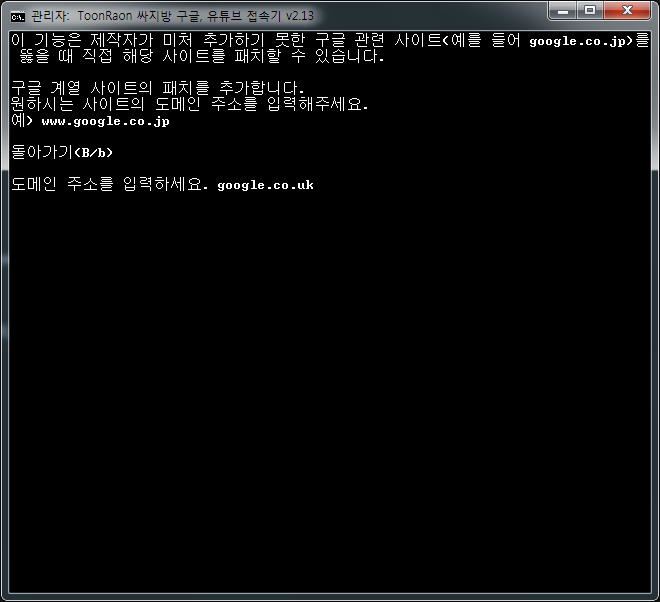 관리자:  ToonRaon 싸지방 구글, 유튜브 접속기 v2.13
이 기능은 제작자가 미처 추가하기 못한 구글 관련 사이트(예를 들어 google.co.jp)를
뚫을 때 직접 해당 사이트를 패치할 수 있습니다.
구글 계열 사이트의 패치를 추가합니다.
원하시는 사이트의 도메인 주소를 입력해주세요.
예) www.google.co.jp
돌아가기(B/b)
도메인 주소를 입력하세요. google.co.uk